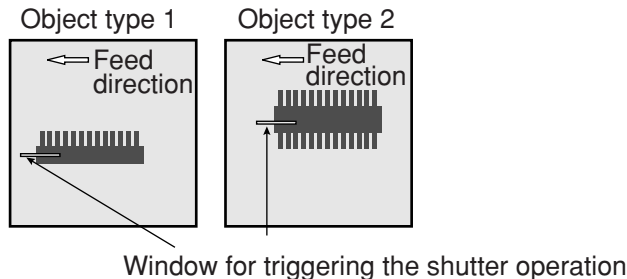 Object type 1
Feed
direction
Object type 2
Feed
direction
Window for triggering the shutter operation